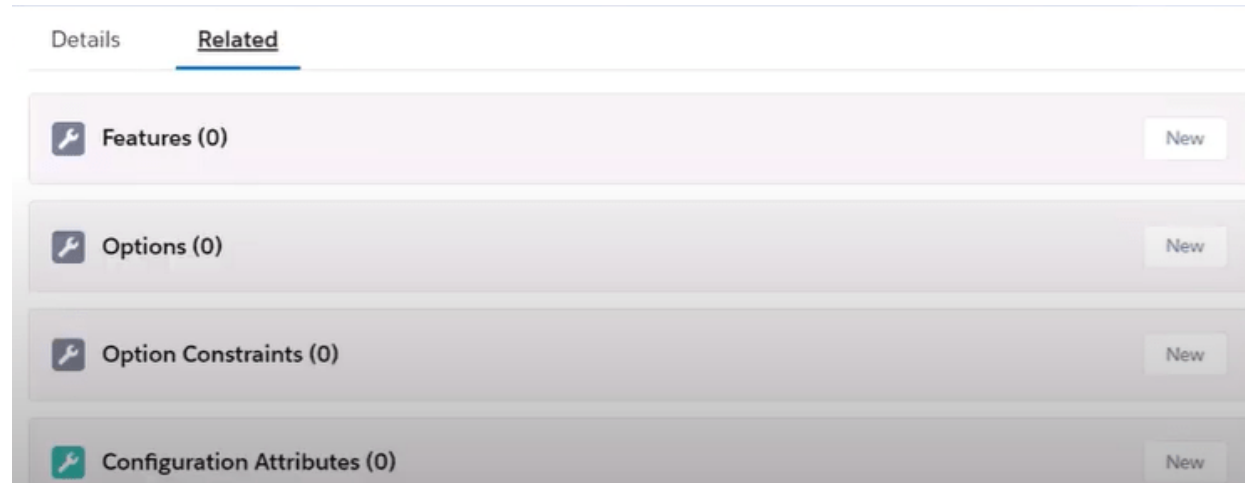 Details Related
Features (0) New
Options (0) New
Option Constraints (0) New
Configuration Attributes (0) New